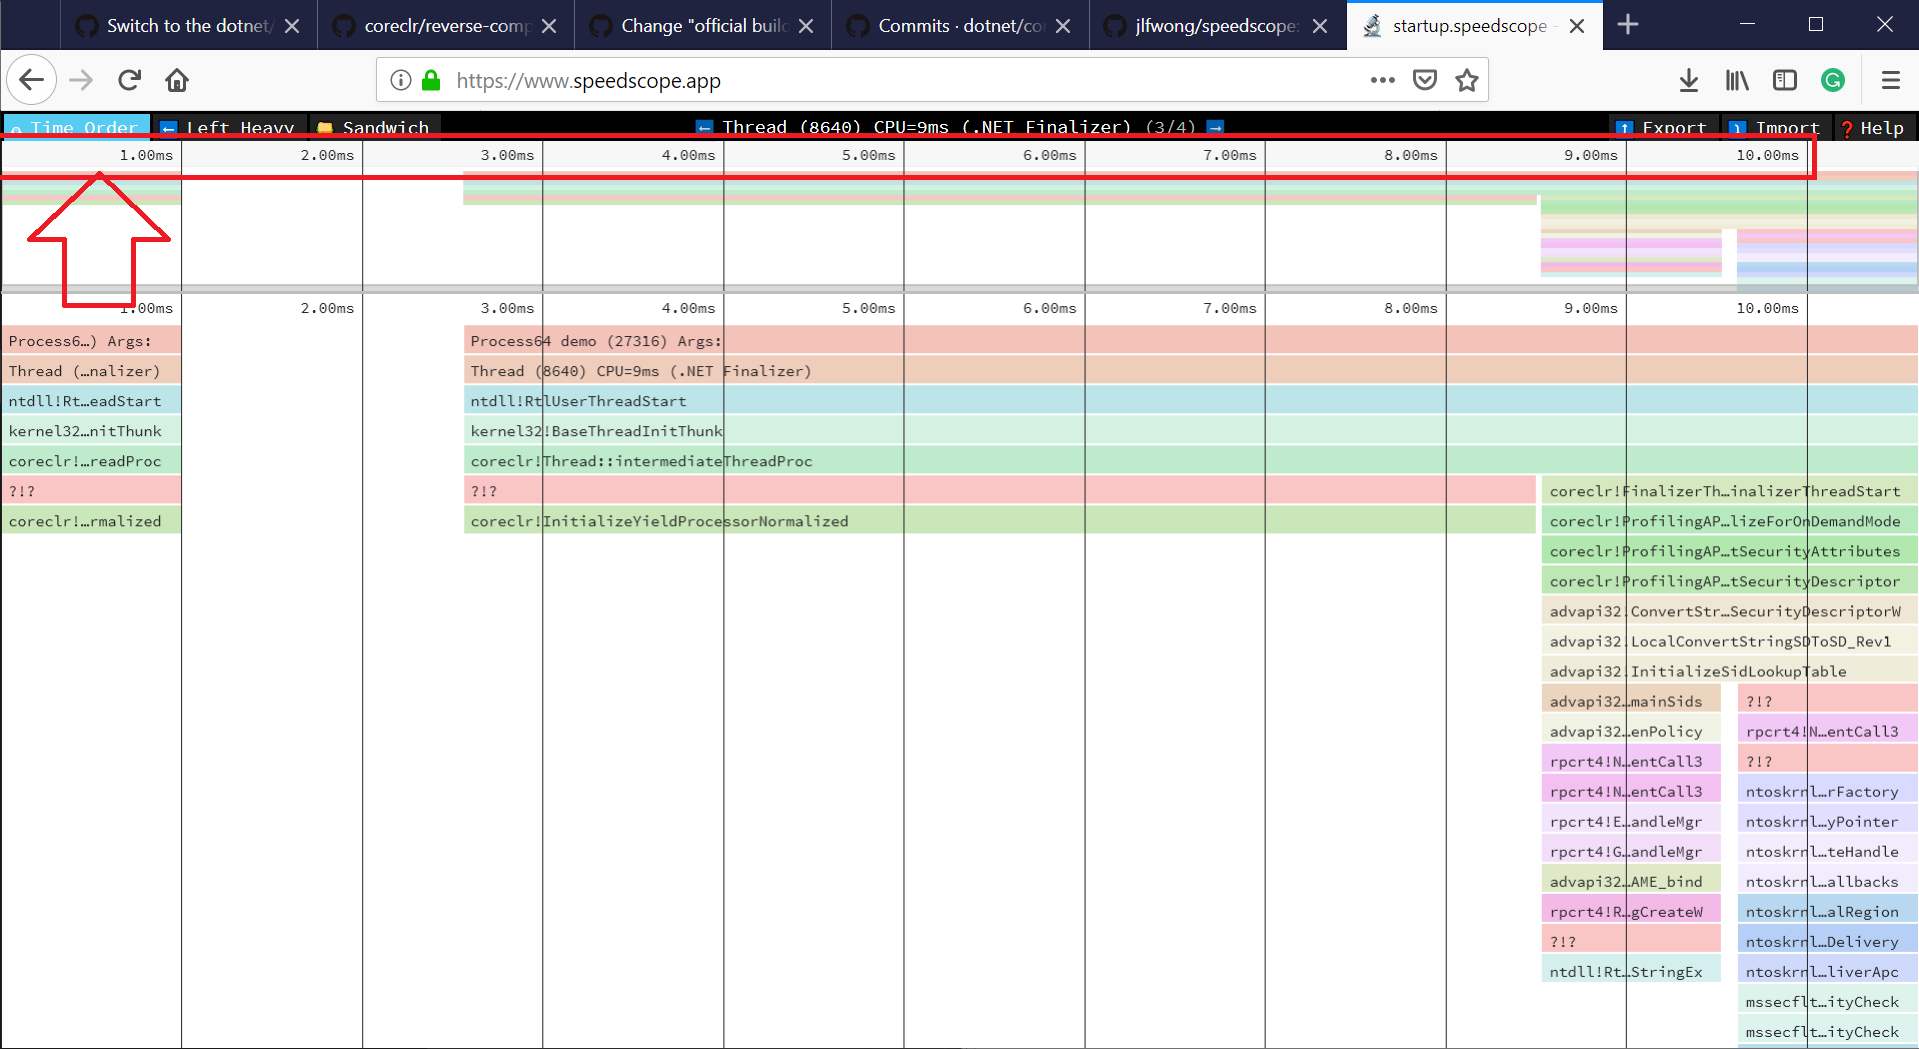 Switch to the dotnet/
coreclr/reverse-comp
Change "official build
Commits · dotnet/cor
jlfwong/speedscope:
startup.speedscope -
https://www.speedscope.app
Time Order Left Heavy Sandwich Thread (8640) CPU=9ms (.NET Finalizer) (3/4) Export Import ? Help
1.00ms 2.00ms 3.00ms 4.00ms 5.00ms 6.00ms 7.00ms 8.00ms 9.00ms 10.00ms
1.00ms 2.00ms 3.00ms 4.00ms 5.00ms 6.00ms 7.00ms 8.00ms 9.00ms 10.00ms
Process6…) Args: Process64 demo (27316) Args:
Thread (…nalizer) Thread (8640) CPU=9ms (.NET Finalizer)
ntdll!Rt…eadStart ntdll!RtlUserThreadStart
kernel32…nitThunk kernel32!BaseThreadInitThunk
coreclr!…readProc coreclr!Thread::intermediateThreadProc
?!? ?!? coreclr!FinalizerTh…inalizerThreadStart
coreclr!…rmalized coreclr!InitializeYieldProcessorNormalized coreclr!ProfilingAP…lizeForOnDemandMode
coreclr!ProfilingAP…tSecurityAttributes
coreclr!ProfilingAP…tSecurityDescriptor
advapi32!ConvertStr…SecurityDescriptorW
advapi32!LocalConvertStringSDToSD_Rev1
advapi32!InitializeSidLookupTable
advapi32…mainSids ?!?
advapi32…enPolicy rpcrt4!N…entCall3
rpcrt4!N…entCall3 ?!?
rpcrt4!N…entCall3 ntoskrnl…rFactory
rpcrt4!E…andleMgr ntoskrnl…yPointer
rpcrt4!G…andleMgr ntoskrnl…teHandle
advapi32…AME_bind ntoskrnl…allbacks
rpcrt4!R…gCreateW ntoskrnl…alRegion
?!? ntoskrnl…Delivery
ntdll!Rt…StringEx ntoskrnl…liverApc
mssecflt…ityCheck
mssecflt…ityCheck